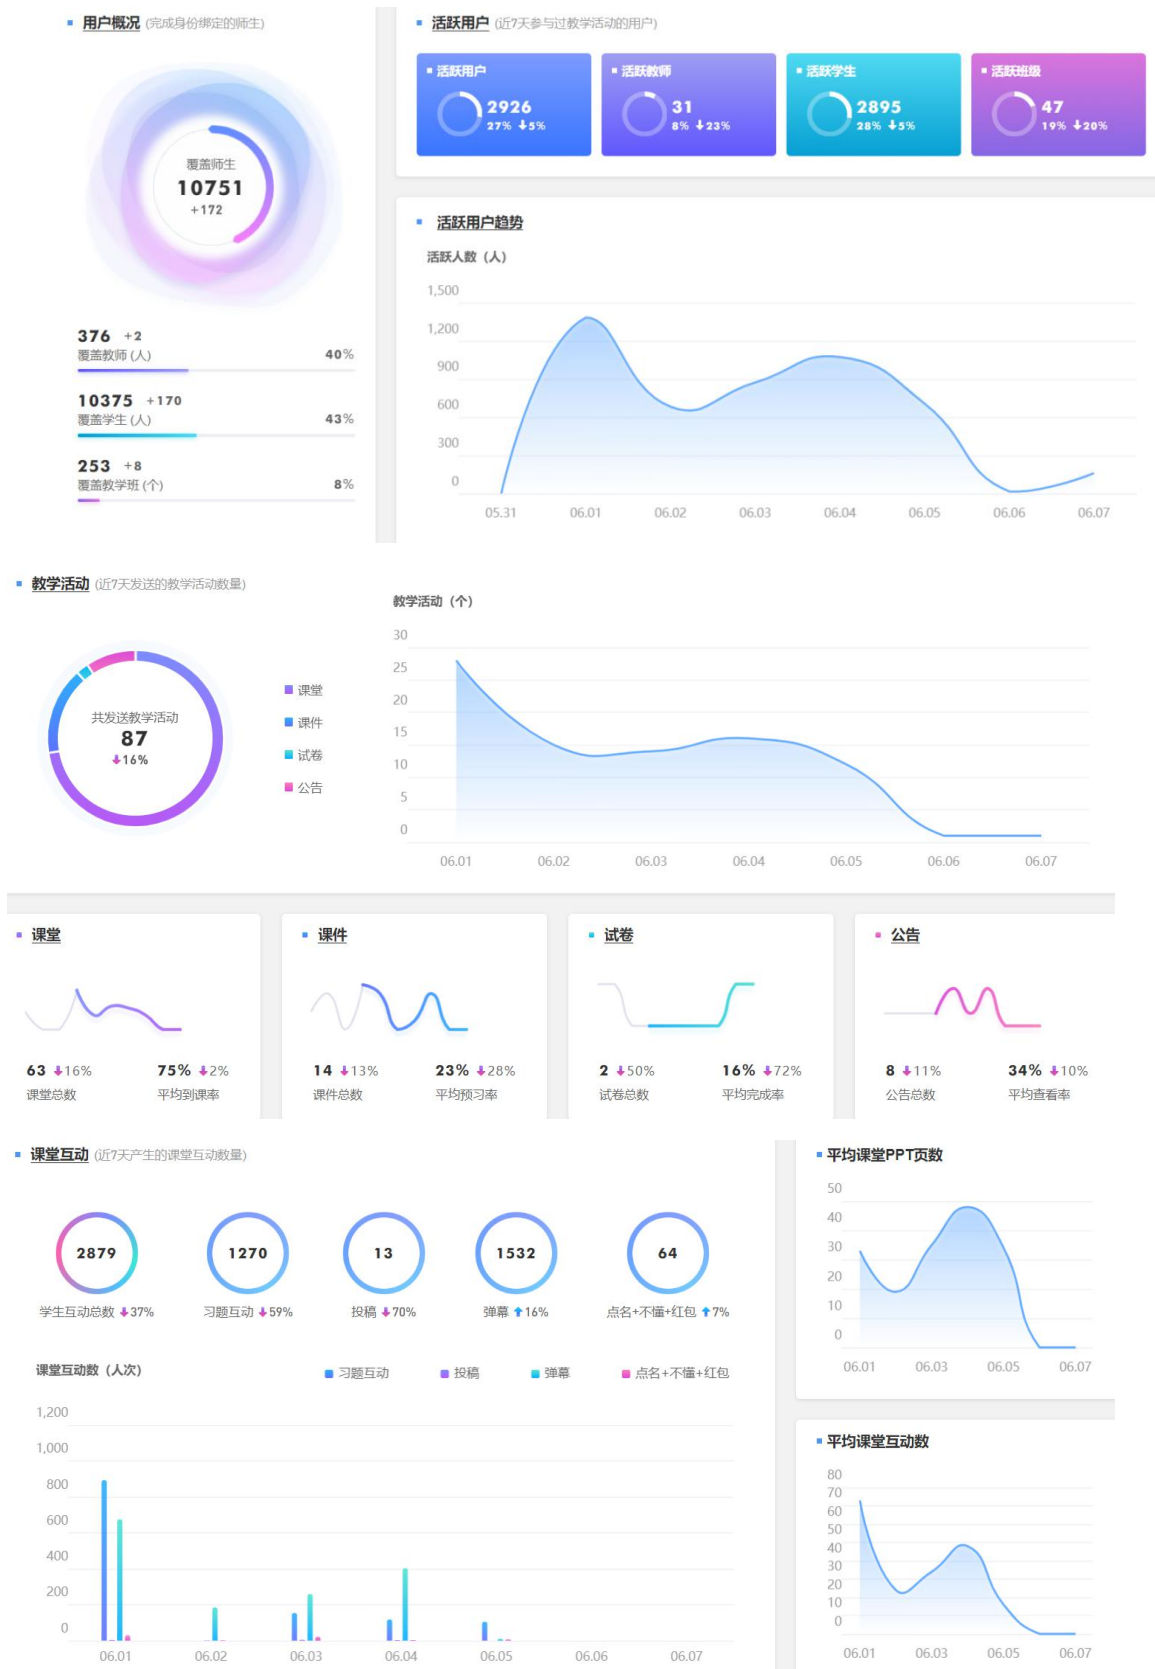 用户概况 (完成身份绑定的师生)
覆盖师生
10751
+172
376 +2
覆盖教师 (人) 40%
10375 +170
覆盖学生 (人) 43%
253 +8
覆盖教学班 (个) 8%
活跃用户 (近7天参与过教学活动的用户)
活跃用户
2926
27% ↓5%
活跃教师
31
8% ↓23%
活跃学生
2895
28% ↓5%
活跃班级
47
19% ↓20%
活跃用户趋势
活跃人数（人）
1,500
1,200
900
600
300
0
05.31 06.01 06.02 06.03 06.04 06.05 06.06 06.07
教学活动 (近7天发送的教学活动数量)
共发送教学活动
87
↓16%
课堂
课件
试卷
公告
教学活动（个）
30
25
20
15
10
5
0
06.01 06.02 06.03 06.04 06.05 06.06 06.07
课堂
63 ↓16% 75% ↓2%
课堂总数 平均到课率
课件
14 ↓13% 23% ↓28%
课件总数 平均预习率
试卷
2 ↓50% 16% ↓72%
试卷总数 平均完成率
公告
8 ↓11% 34% ↓10%
公告总数 平均查看率
课堂互动 (近7天产生的课堂互动数量)
2879 1270 13 1532 64
学生互动总数 ↓37% 习题互动 ↓59% 投稿 ↓70% 弹幕 ↑16% 点名+不懂+红包 ↑7%
课堂互动数（人次） 习题互动 投稿 弹幕 点名+不懂+红包
1,200
1,000
800
600
400
200
0
06.01 06.02 06.03 06.04 06.05 06.06 06.07
平均课堂PPT页数
50
40
30
20
10
0
06.01 06.03 06.05 06.07
平均课堂互动数
80
70
60
50
40
30
20
10
0
06.01 06.03 06.05 06.07